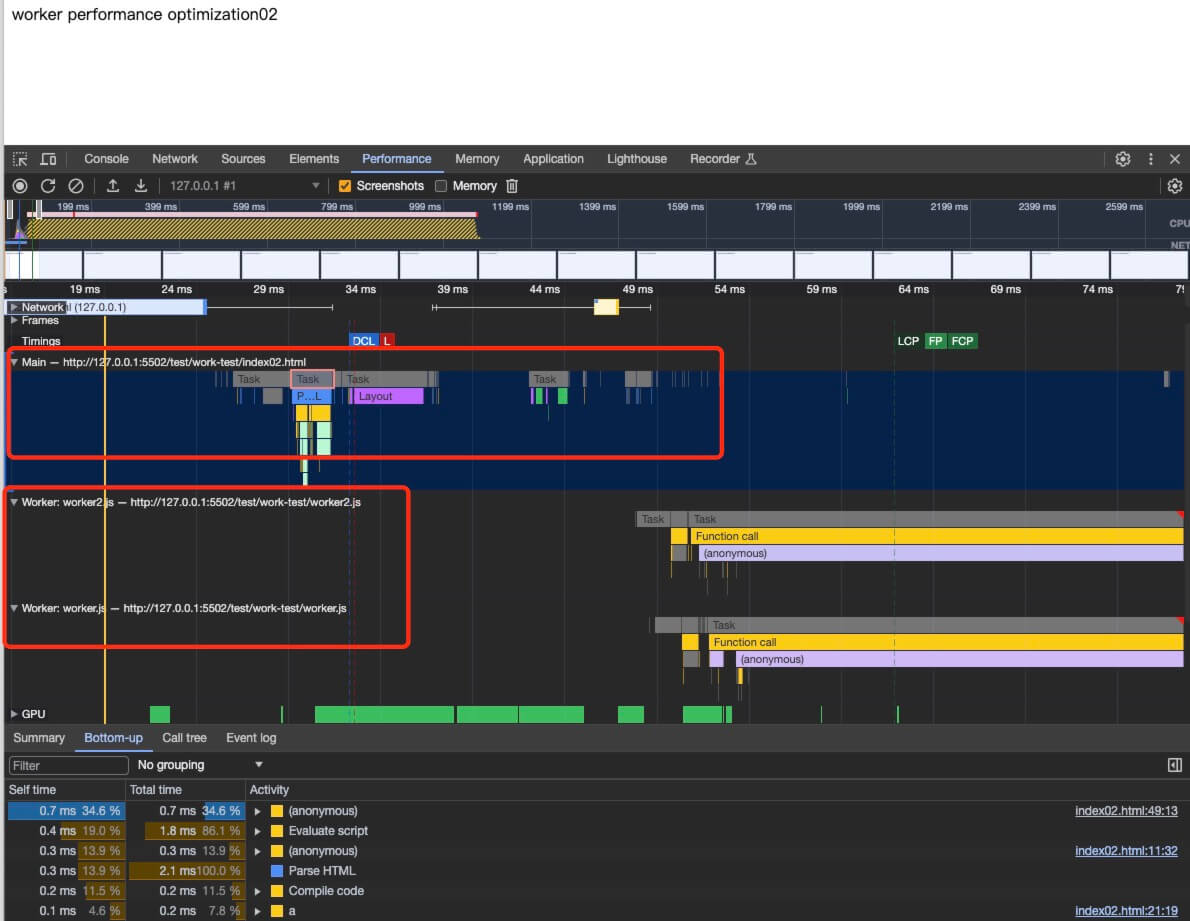 worker performance optimization02
Console Network Sources Elements Performance Memory Application Lighthouse Recorder
127.0.0.1 #1 Screenshots Memory
199 ms 399 ms 599 ms 799 ms 999 ms 1199 ms 1399 ms 1599 ms 1799 ms 1999 ms 2199 ms 2399 ms 2599 ms
CPU
NET
19 ms 24 ms 29 ms 34 ms 39 ms 44 ms 49 ms 54 ms 59 ms 64 ms 69 ms 74 ms
Network (127.0.0.1)
Frames
Timings DCL L LCP FP FCP
Main — http://127.0.0.1:5502/test/work-test/index02.html
Task Task Task Task
P...L Layout
Worker: worker2.js — http://127.0.0.1:5502/test/work-test/worker2.js
Task Task
Function call
(anonymous)
Worker: worker.js — http://127.0.0.1:5502/test/work-test/worker.js
Task
Function call
(anonymous)
GPU
Summary Bottom-up Call tree Event log
Filter No grouping
Self time Total time Activity
0.7 ms 34.6 % 0.7 ms 34.6 % (anonymous) index02.html:49:13
0.4 ms 19.0 % 1.8 ms 86.1 % Evaluate script
0.3 ms 13.9 % 0.3 ms 13.9 % (anonymous) index02.html:11:32
0.3 ms 13.9 % 2.1 ms 100.0 % Parse HTML
0.2 ms 11.5 % 0.2 ms 11.5 % Compile code
0.1 ms 4.6 % 0.2 ms 7.8 % a index02.html:21:19